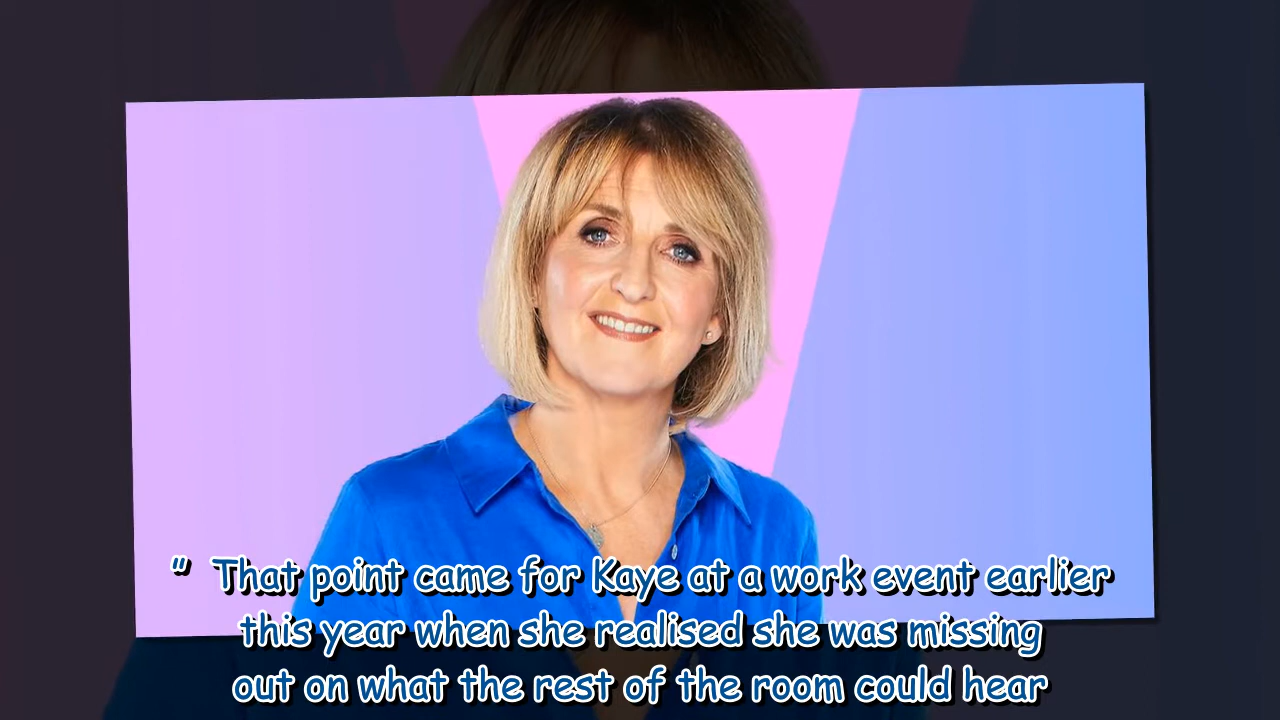 ” That point came for Kaye at a work event earlier
this year when she realised she was missing
out on what the rest of the room could hear